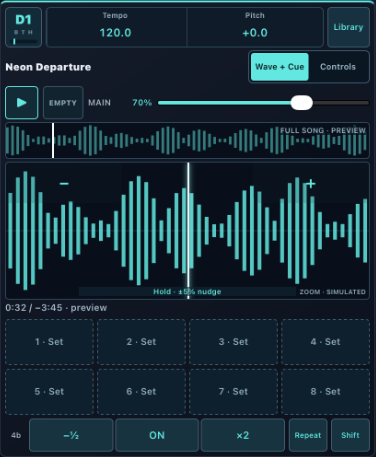 D1
BTH
Tempo
120.0
Pitch
+0.0
Library
Neon Departure
Wave + Cue
Controls
EMPTY
MAIN
70%
FULL SONG · PREVIEW
−
+
Hold · ±5% nudge
ZOOM · SIMULATED
0:32 / −3:45 · preview
1 · Set
2 · Set
3 · Set
4 · Set
5 · Set
6 · Set
7 · Set
8 · Set
4b
−½
ON
×2
Repeat
Shift